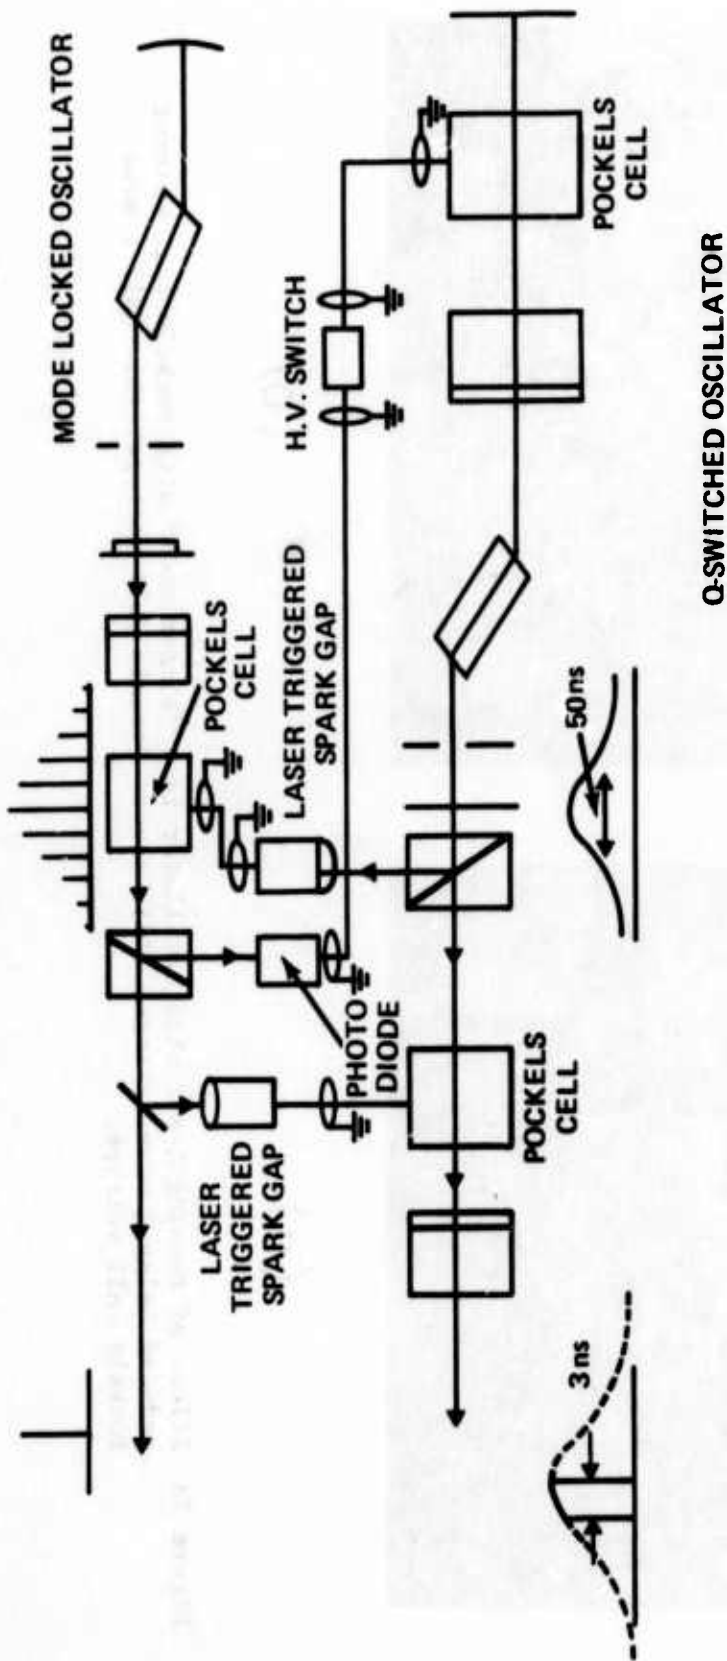 MODE LOCKED OSCILLATOR
POCKELS
CELL
H.V. SWITCH
LASER TRIGGERED
SPARK GAP
POCKELS
CELL
PHOTO
DIODE
LASER
TRIGGERED
SPARK GAP
POCKELS
CELL
50ns
3ns
Q-SWITCHED OSCILLATOR